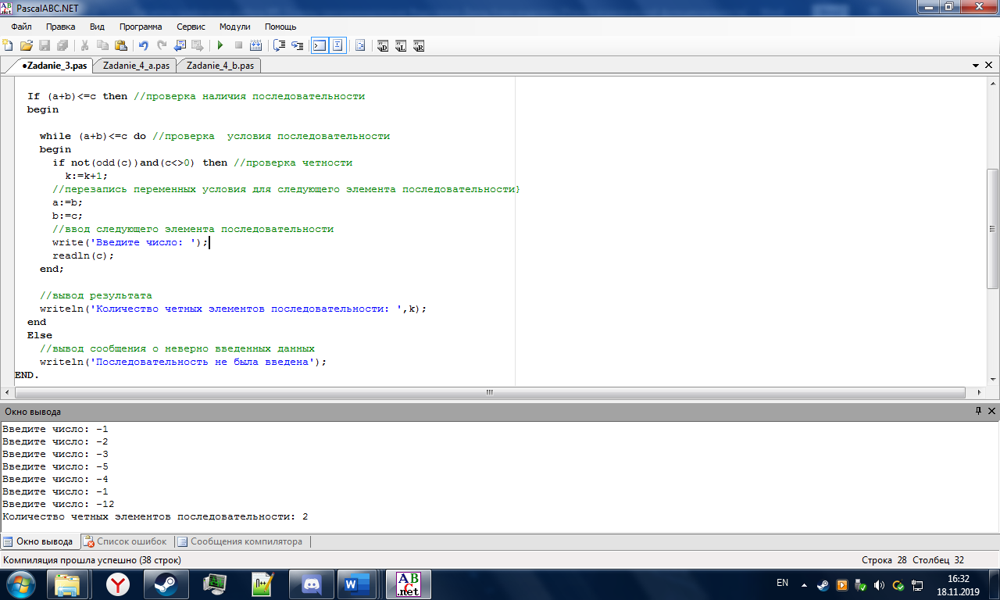 PascalABC.NET
Файл Правка Вид Программа Сервис Модули Помощь
•Zadanie_3.pas Zadanie_4_a.pas Zadanie_4_b.pas
If (a+b)<=c then //проверка наличия последовательности
begin
while (a+b)<=c do //проверка  условия последовательности
begin
if not(odd(c))and(c<>0) then //проверка четности
k:=k+1;
//перезапись переменных условия для следующего элемента последовательности}
a:=b;
b:=c;
//ввод следующего элемента последовательности
write('Введите число: ');
readln(c);
end;
//вывод результата
writeln('Количество четных элементов последовательности: ',k);
end
Else
//вывод сообщения о неверно введенных данных
writeln('Последовательность не была введена');
END.
Окно вывода
Введите число: -1
Введите число: -2
Введите число: -3
Введите число: -5
Введите число: -4
Введите число: -1
Введите число: -12
Количество четных элементов последовательности: 2
Окно вывода Список ошибок Сообщения компилятора
Компиляция прошла успешно (38 строк) Строка 28 Столбец 32
EN 16:32
18.11.2019